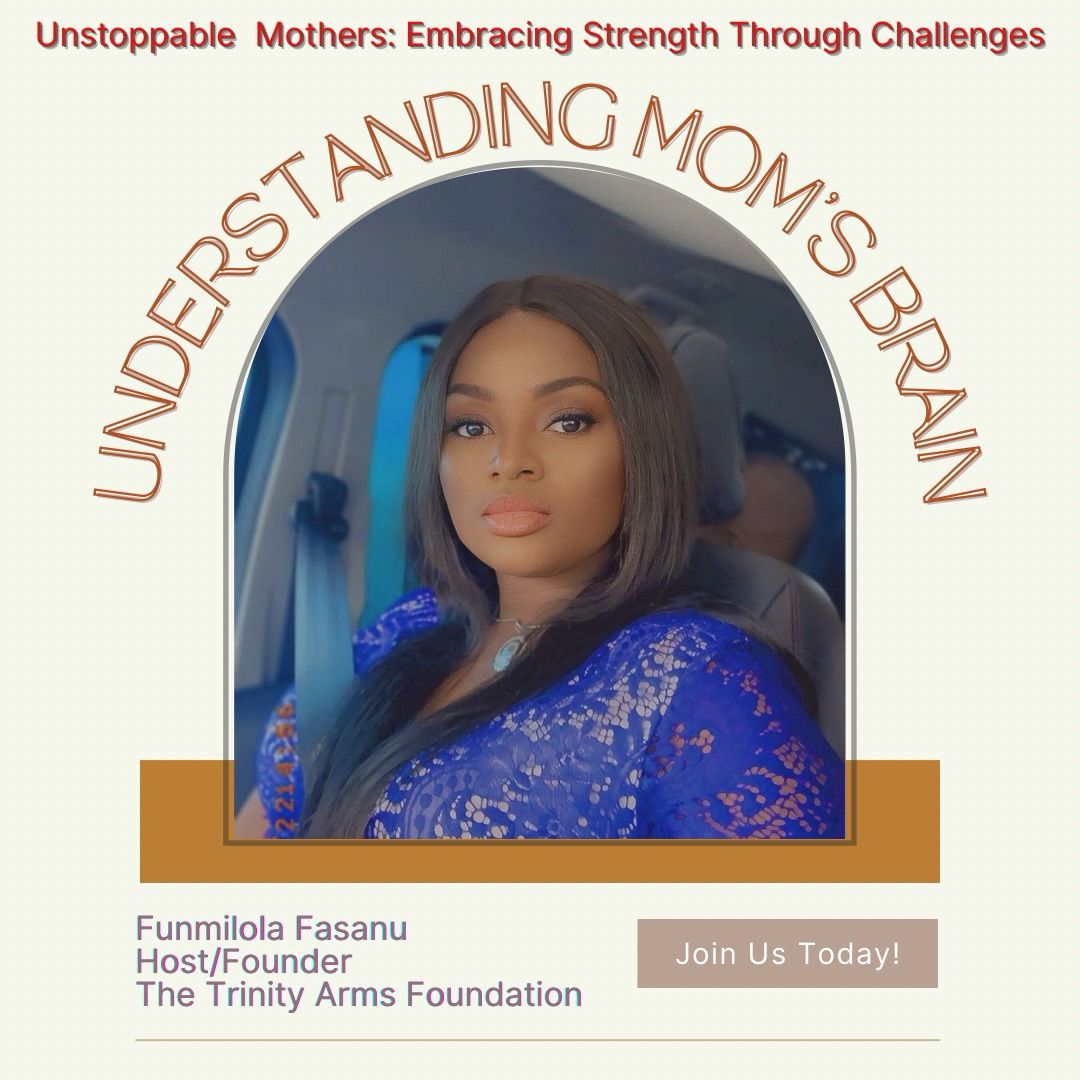 Unstoppable  Mothers: Embracing Strength Through Challenges
UNDERSTANDING MOM'S BRAIN
Funmilola Fasanu
Host/Founder
The Trinity Arms Foundation
Join Us Today!